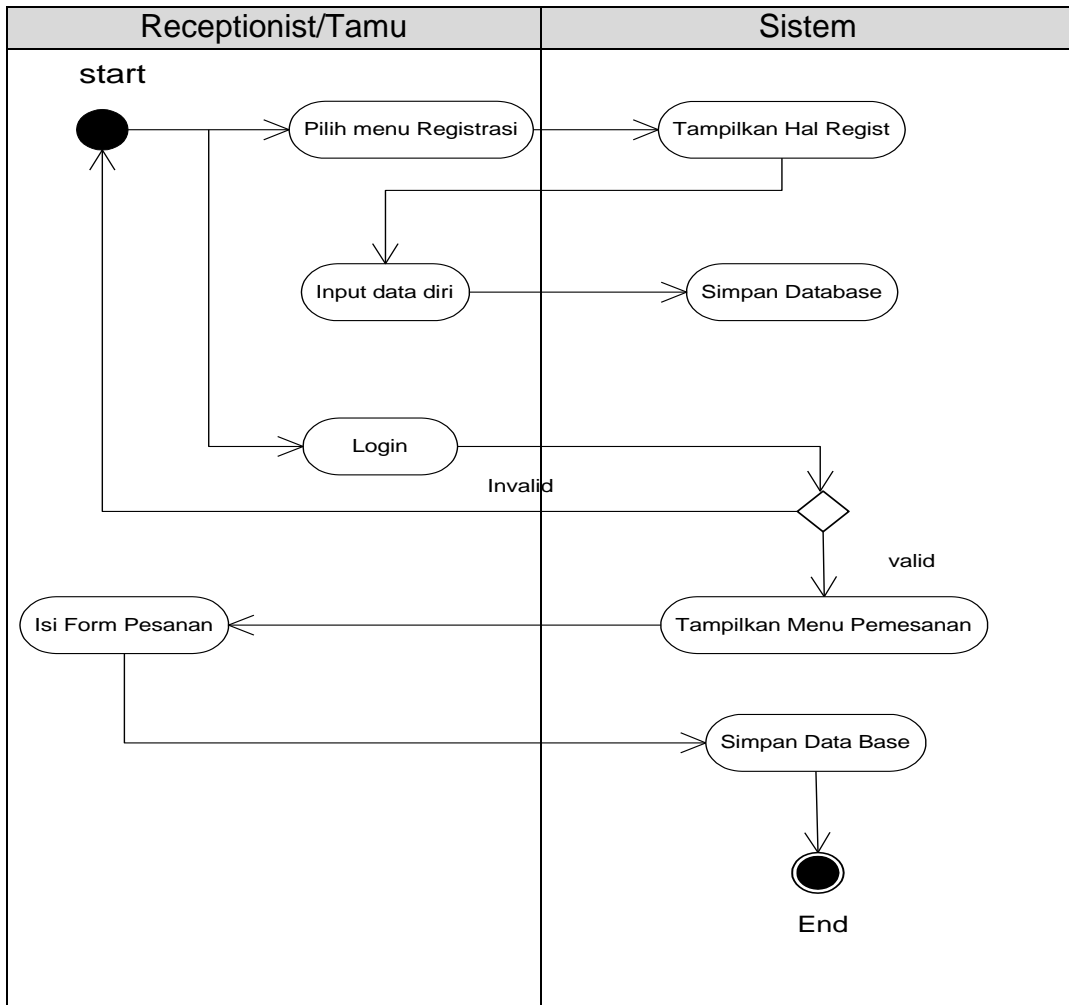 Receptionist/Tamu
Sistem
start
Pilih menu Registrasi
Tampilkan Hal Regist
Input data diri
Simpan Database
Login
Invalid
valid
Isi Form Pesanan
Tampilkan Menu Pemesanan
Simpan Data Base
End